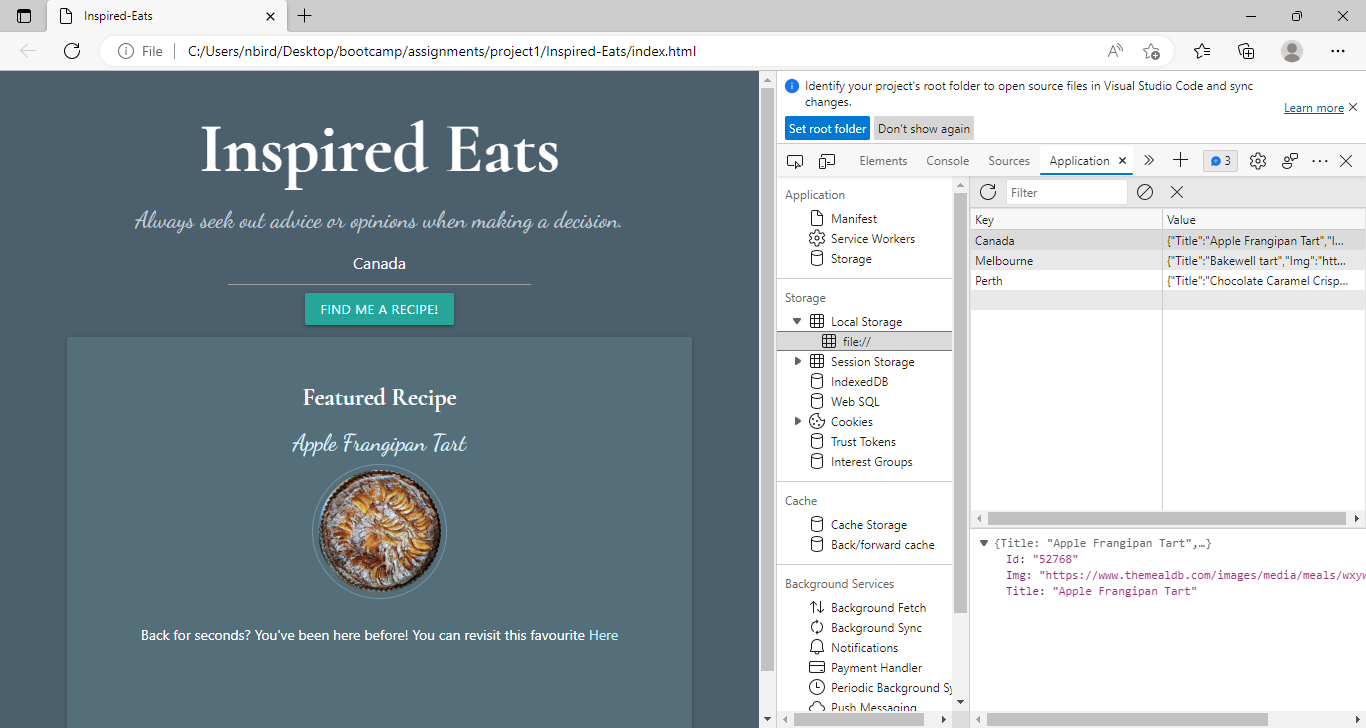 Inspired-Eats
File
C:/Users/nbird/Desktop/bootcamp/assignments/project1/Inspired-Eats/index.html
Inspired Eats
Always seek out advice or opinions when making a decision.
Canada
FIND ME A RECIPE!
Featured Recipe
Apple Frangipan Tart
Back for seconds? You've been here before! You can revisit this favourite Here
Identify your project's root folder to open source files in Visual Studio Code and sync
changes.
Learn more
Set root folder Don't show again
Elements Console Sources Application 3
Application
Manifest
Service Workers
Storage
Storage
Local Storage
file://
Session Storage
IndexedDB
Web SQL
Cookies
Trust Tokens
Interest Groups
Cache
Cache Storage
Back/forward cache
Background Services
Background Fetch
Background Sync
Notifications
Payment Handler
Periodic Background Sy
Push Messaging
Filter
Key Value
Canada {"Title":"Apple Frangipan Tart","I...
Melbourne {"Title":"Bakewell tart","Img":"htt...
Perth {"Title":"Chocolate Caramel Crisp...
{Title: "Apple Frangipan Tart",…}
Id: "52768"
Img: "https://www.themealdb.com/images/media/meals/wxyw
Title: "Apple Frangipan Tart"